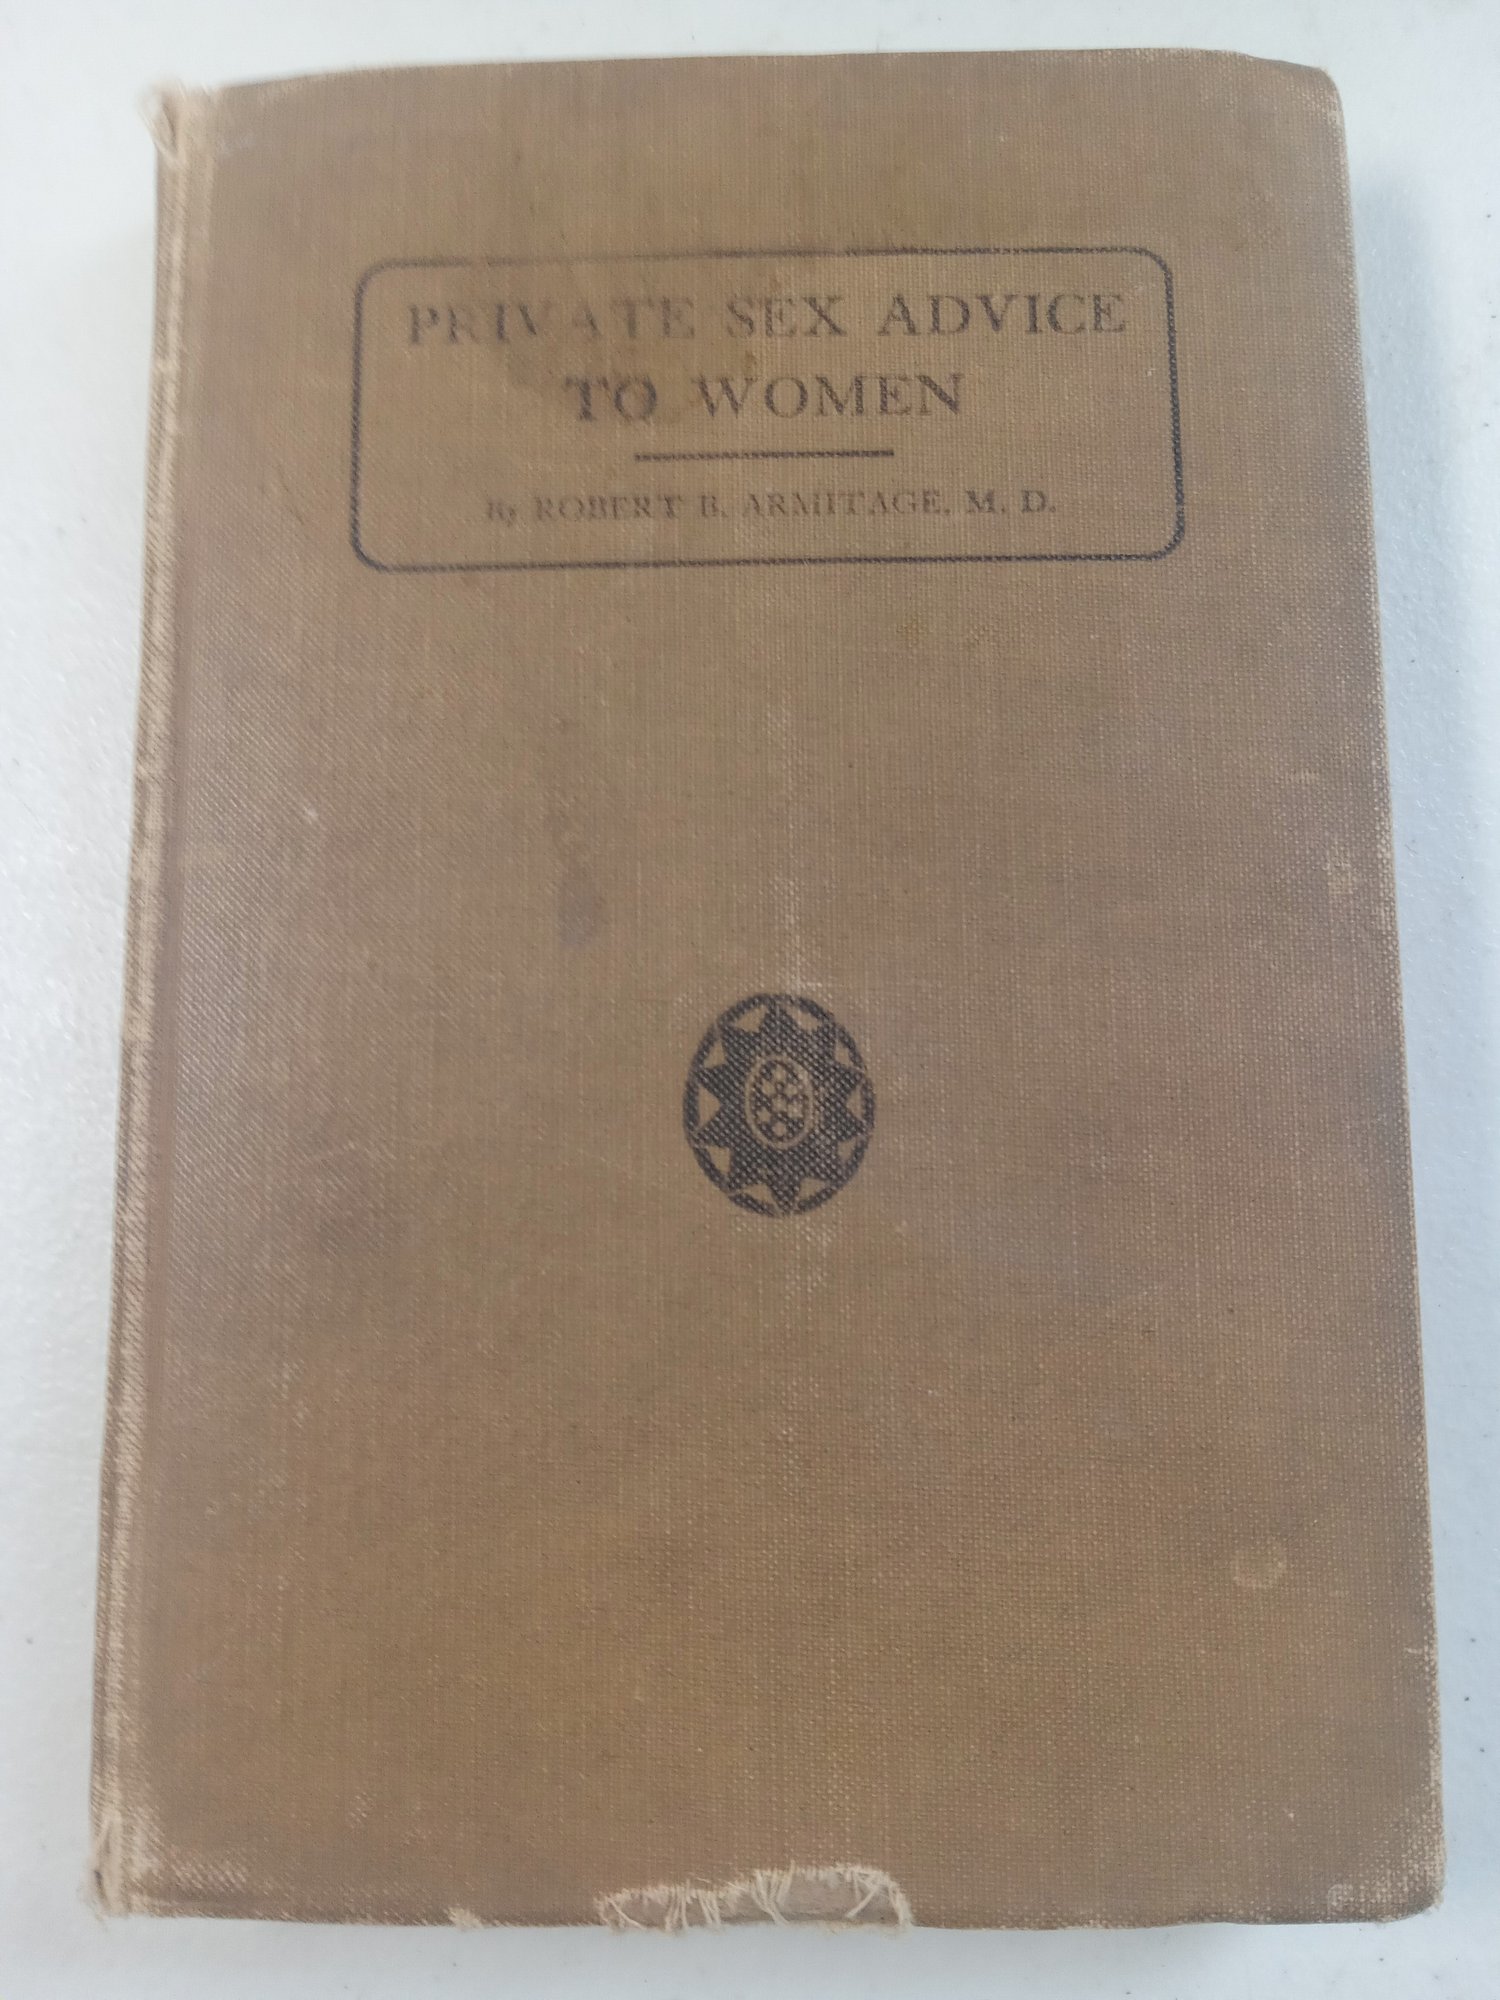 PRIVATE SEX ADVICE
TO WOMEN
By ROBERT B. ARMITAGE, M. D.